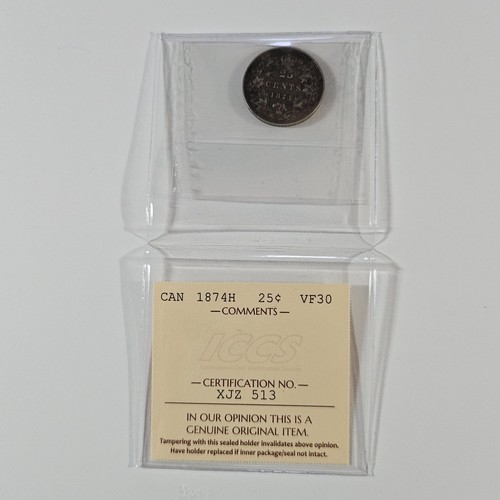 25
CENTS
1874
H
CAN 1874H 25¢ VF30
—COMMENTS—
ICCS
—CERTIFICATION NO.—
XJZ 513
IN OUR OPINION THIS IS A
GENUINE ORIGINAL ITEM.
Tampering with this sealed holder invalidates above opinion.
Have holder replaced if inner package/seal not intact.